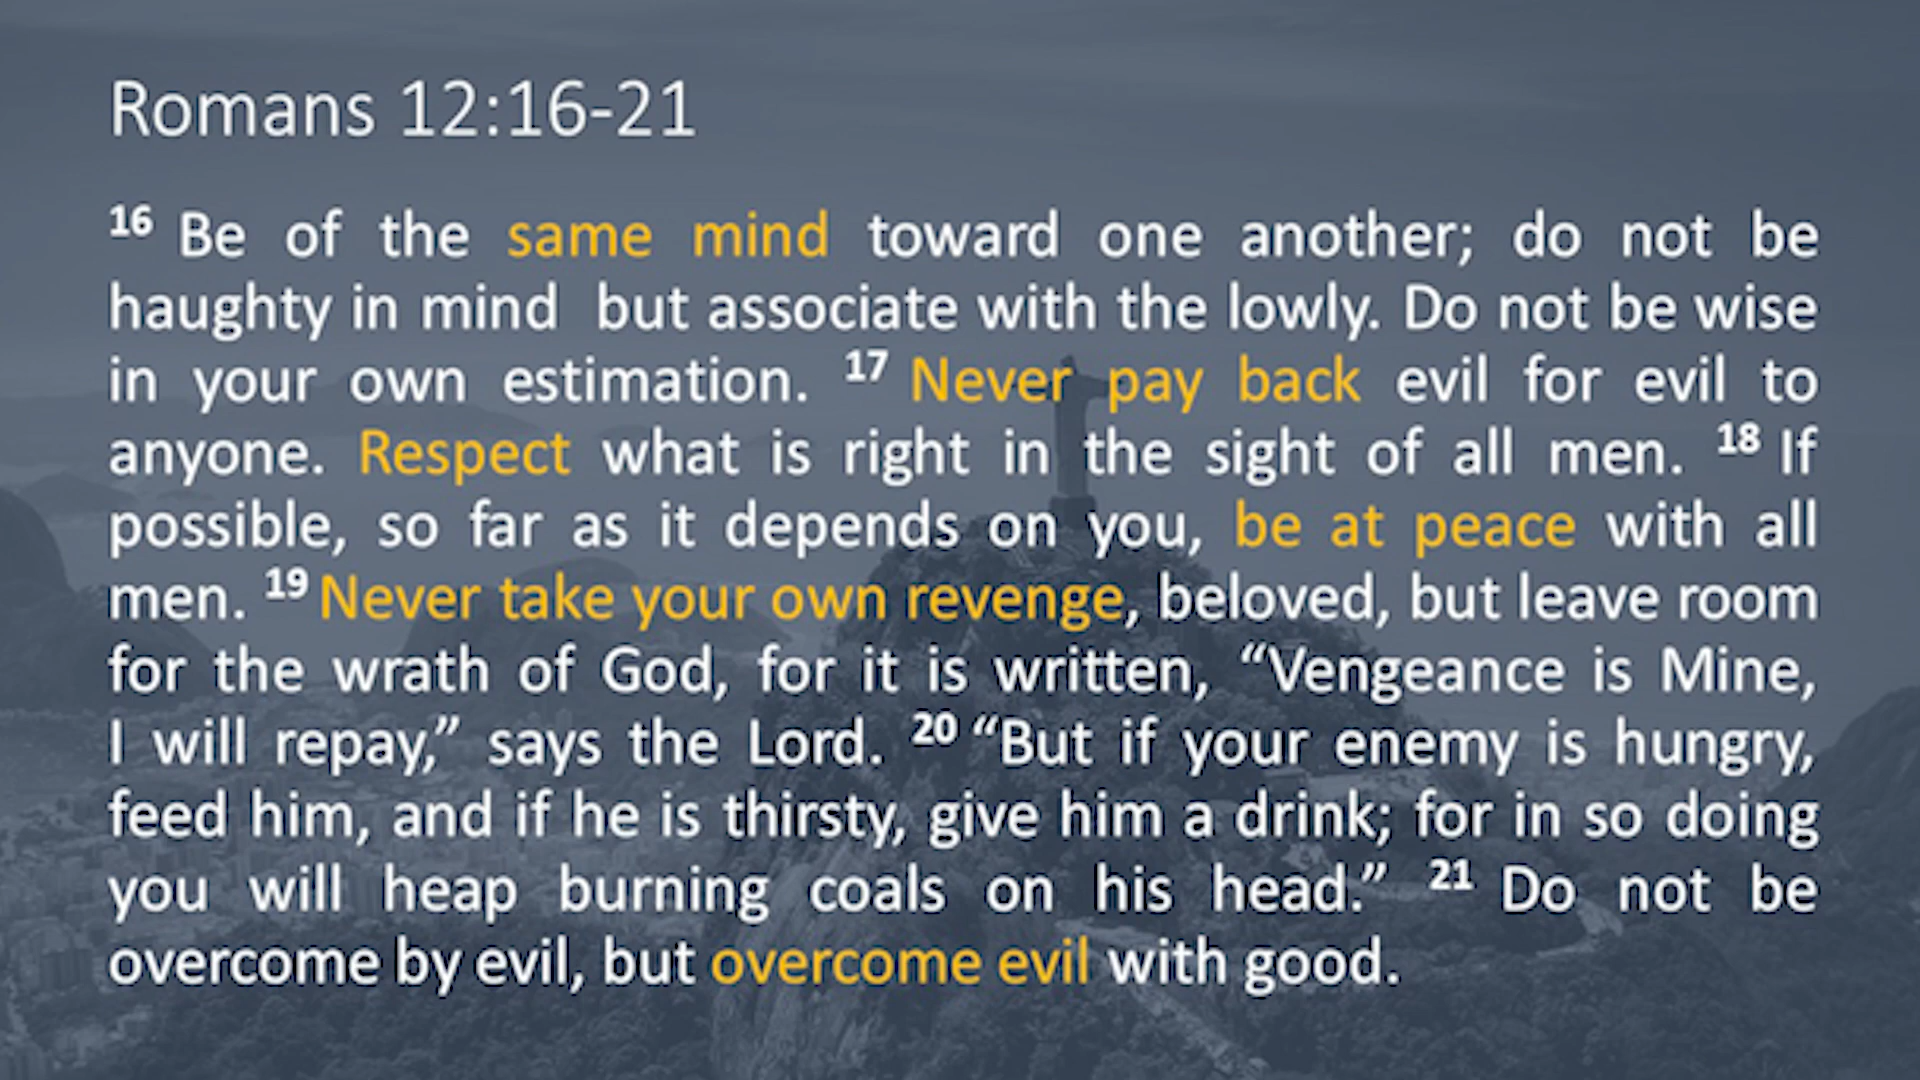 Romans 12:16-21
16 Be of the same mind toward one another; do not be
haughty in mind but associate with the lowly. Do not be wise
in your own estimation. 17 Never pay back evil for evil to
anyone. Respect what is right in the sight of all men. 18 If
possible, so far as it depends on you, be at peace with all
men. 19 Never take your own revenge, beloved, but leave room
for the wrath of God, for it is written, “Vengeance is Mine,
I will repay,” says the Lord. 20 “But if your enemy is hungry,
feed him, and if he is thirsty, give him a drink; for in so doing
you will heap burning coals on his head.” 21 Do not be
overcome by evil, but overcome evil with good.